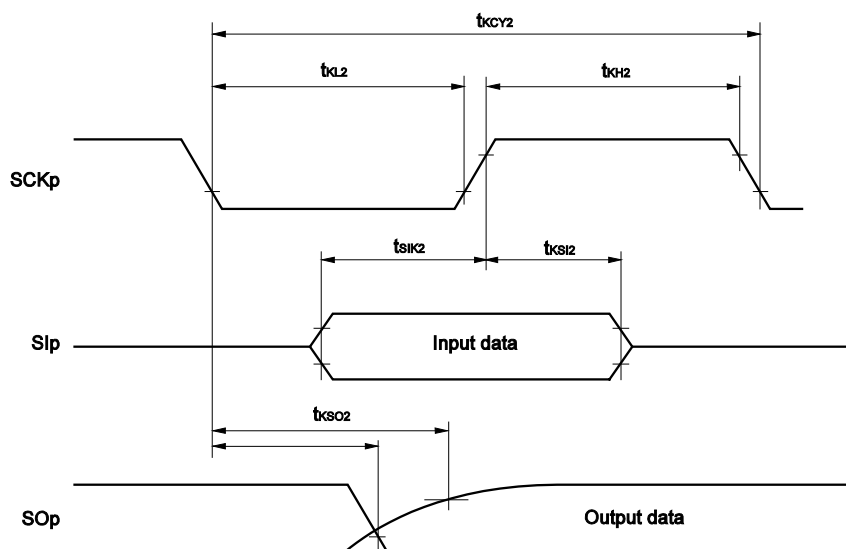 tKCY2
tKL2
tKH2
SCKp
tSIK2
tKSI2
SIp
Input data
tKSO2
SOp
Output data